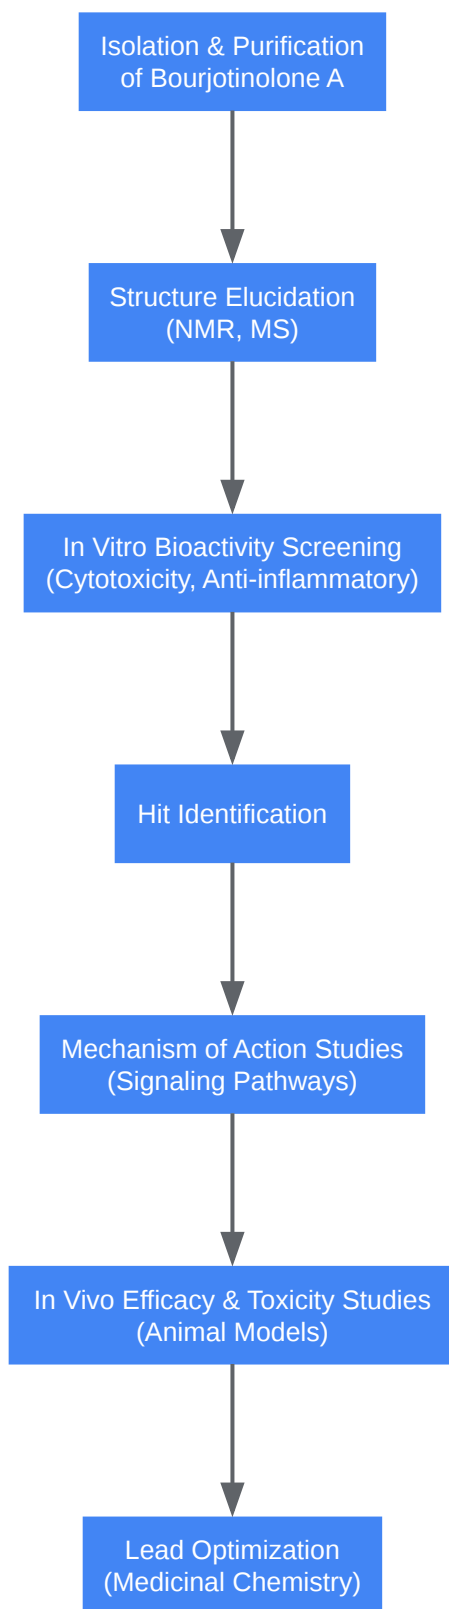 Isolation & Purification
of Bourjotinolone A
Structure Elucidation
(NMR, MS)
In Vitro Bioactivity Screening
(Cytotoxicity, Anti-inflammatory)
Hit Identification
Mechanism of Action Studies
(Signaling Pathways)
In Vivo Efficacy & Toxicity Studies
(Animal Models)
Lead Optimization
(Medicinal Chemistry)